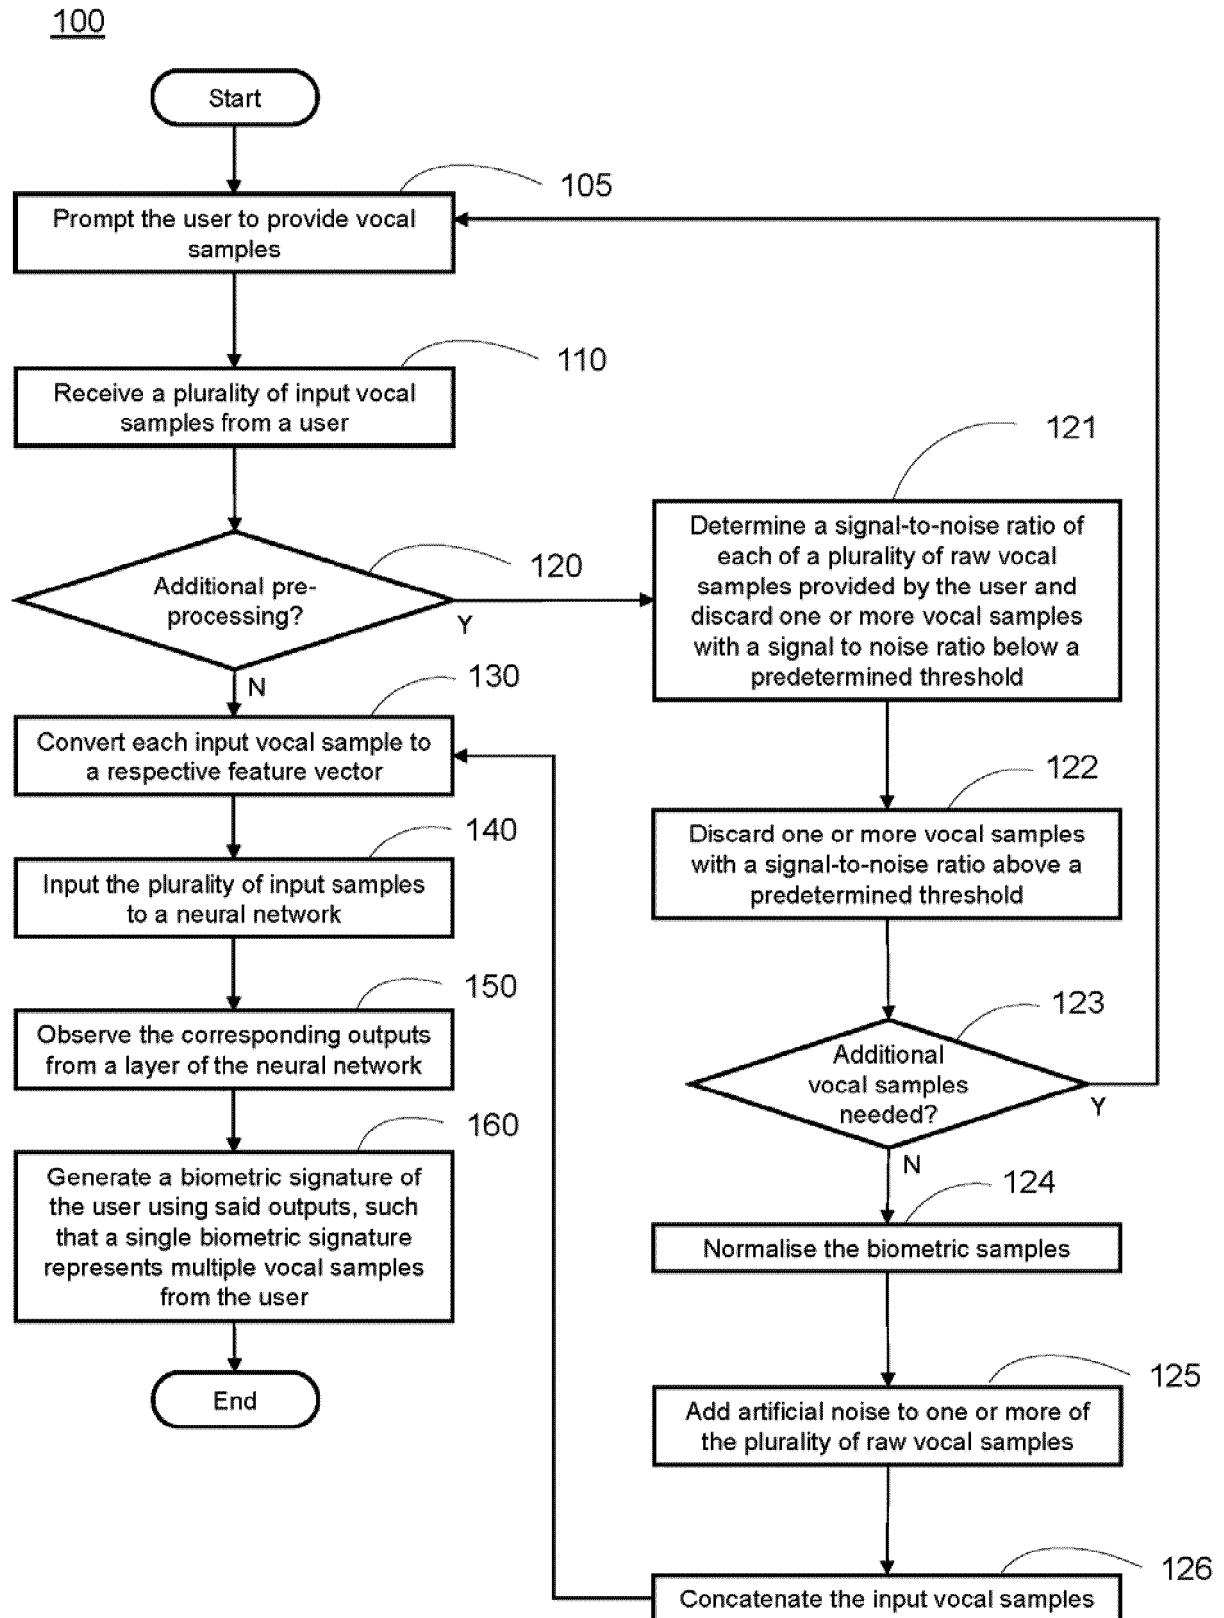 100
Start
105
Prompt the user to provide vocal
samples
110
Receive a plurality of input vocal
samples from a user
120
Additional pre-
processing?
Y
N
121
Determine a signal-to-noise ratio of
each of a plurality of raw vocal
samples provided by the user and
discard one or more vocal samples
with a signal to noise ratio below a
predetermined threshold
122
Discard one or more vocal samples
with a signal-to-noise ratio above a
predetermined threshold
123
Additional
vocal samples
needed?
Y
N
124
Normalise the biometric samples
125
Add artificial noise to one or more of
the plurality of raw vocal samples
126
Concatenate the input vocal samples
130
Convert each input vocal sample to
a respective feature vector
140
Input the plurality of input samples
to a neural network
150
Observe the corresponding outputs
from a layer of the neural network
160
Generate a biometric signature of
the user using said outputs, such
that a single biometric signature
represents multiple vocal samples
from the user
End